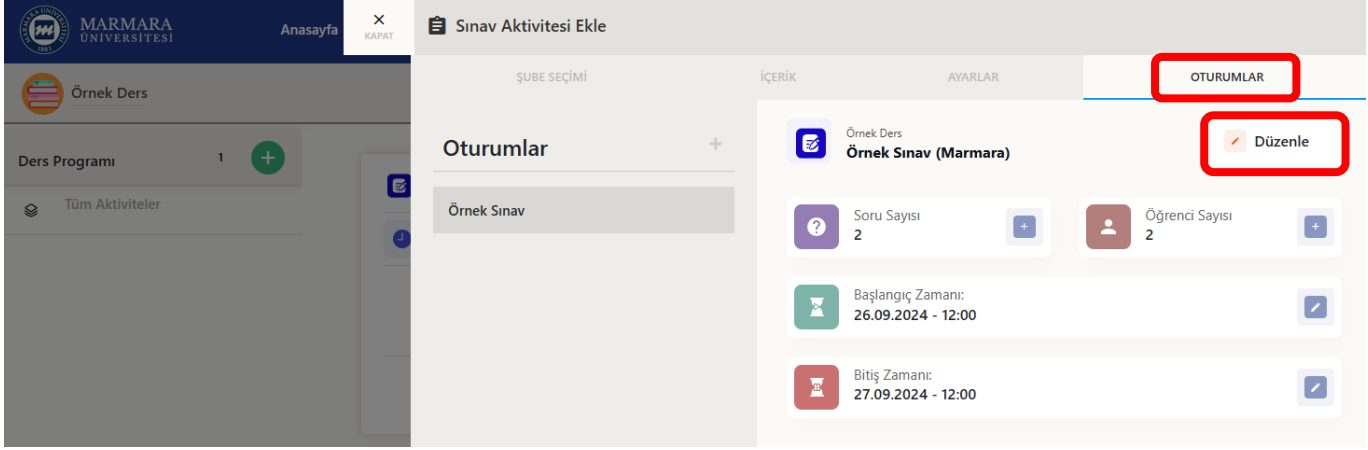 MARMARA
ÜNİVERSİTESİ
1883
Anasayfa
KAPAT
Sınav Aktivitesi Ekle
Örnek Ders
ŞUBE SEÇİMİ
İÇERİK
AYARLAR
OTURUMLAR
Ders Programı
1
Tüm Aktiviteler
Oturumlar
Örnek Sınav
Örnek Ders
Örnek Sınav (Marmara)
Düzenle
Soru Sayısı
2
Öğrenci Sayısı
2
Başlangıç Zamanı:
26.09.2024 - 12:00
Bitiş Zamanı:
27.09.2024 - 12:00